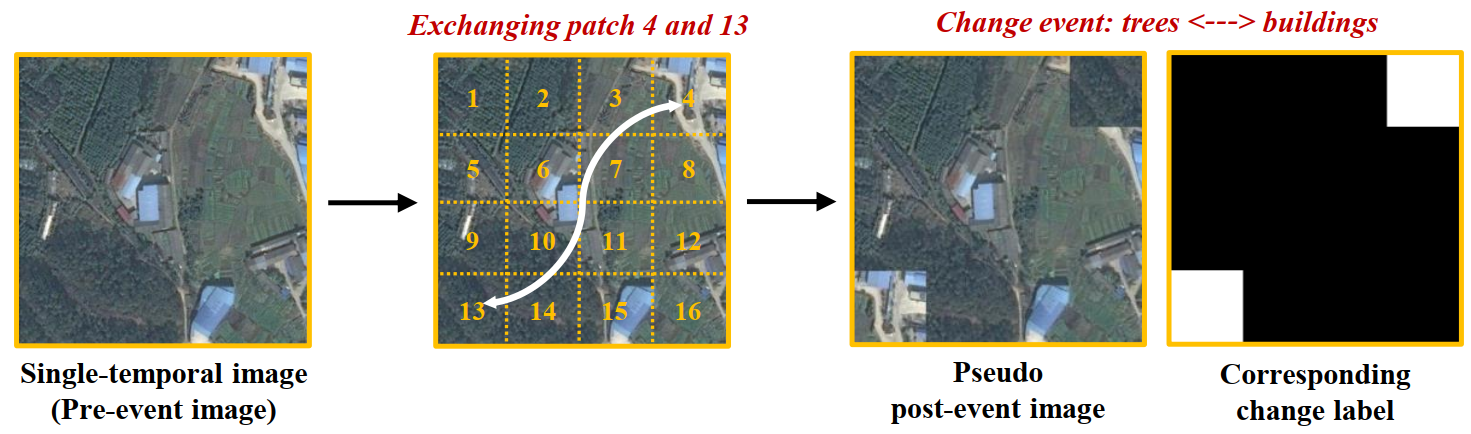 Exchanging patch 4 and 13
Change event: trees <---> buildings
1 2 3 4
5 6 7 8
9 10 11 12
13 14 15 16
Single-temporal image
(Pre-event image)
Pseudo
post-event image
Corresponding
change label